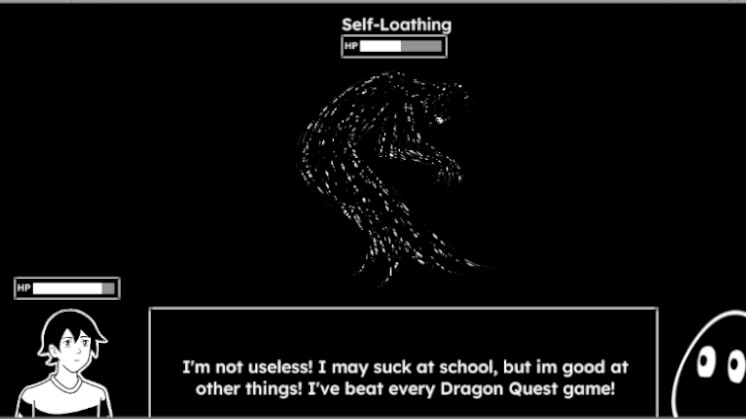 Self-Loathing
HP
HP
I'm not useless! I may suck at school, but im good at
other things! I've beat every Dragon Quest game!